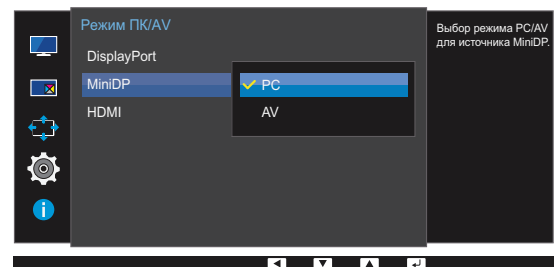 Режим ПК/AV
Выбор режима PC/AV
для источника MiniDP.
DisplayPort
MiniDP
PC
HDMI
AV